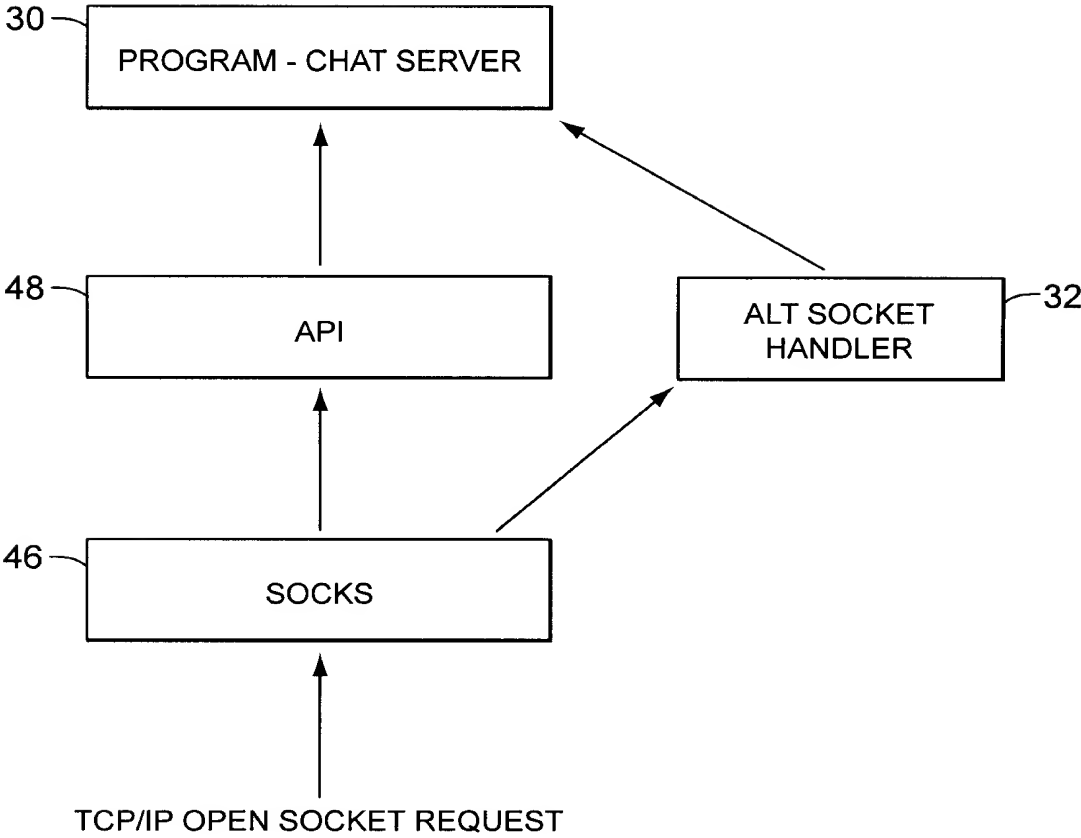 30
PROGRAM - CHAT SERVER
48
API
ALT SOCKET
HANDLER
32
46
SOCKS
TCP/IP OPEN SOCKET REQUEST